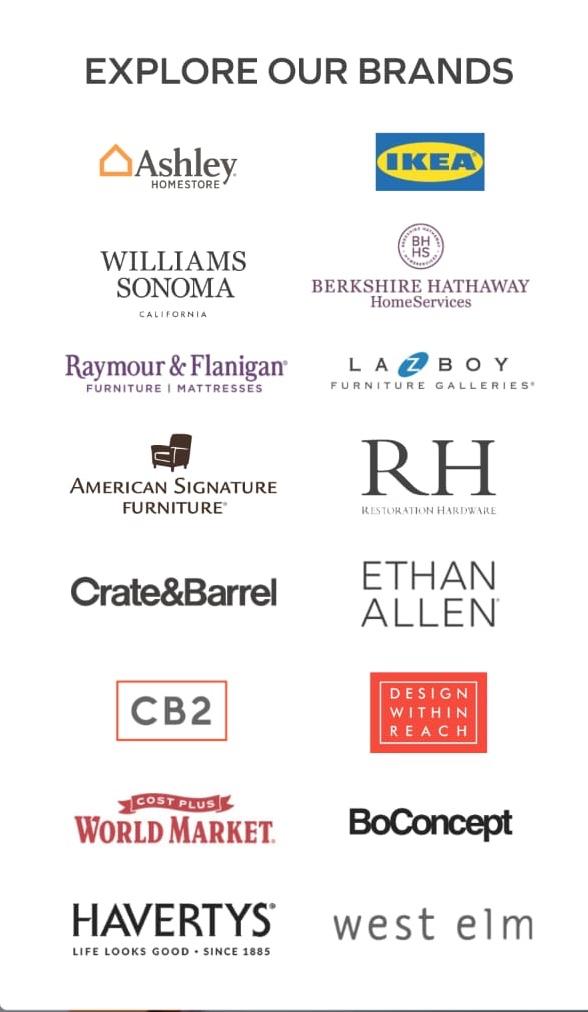 EXPLORE OUR BRANDS
Ashley
HOMESTORE
IKEA
WILLIAMS
SONOMA
CALIFORNIA
BH
HS
BERKSHIRE HATHAWAY
HomeServices
Raymour & Flanigan®
FURNITURE | MATTRESSES
LAZBOY
FURNITURE GALLERIES®
AMERICAN SIGNATURE
FURNITURE®
RH
RESTORATION HARDWARE
Crate&Barrel
ETHAN
ALLEN®
CB2
DESIGN
WITHIN
REACH
COST PLUS
WORLD MARKET.
BoConcept
HAVERTYS®
LIFE LOOKS GOOD • SINCE 1885
west elm